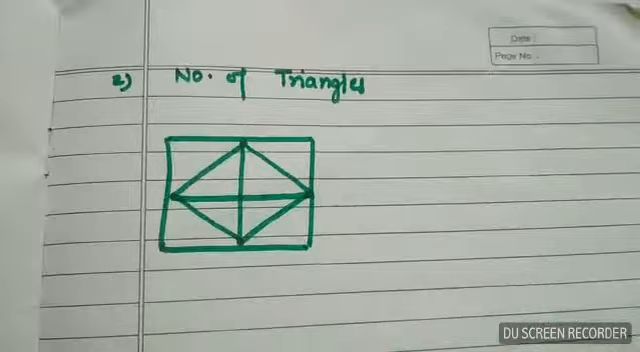 Date :
Page No. :
2) No. of Triangles
DU SCREEN RECORDER